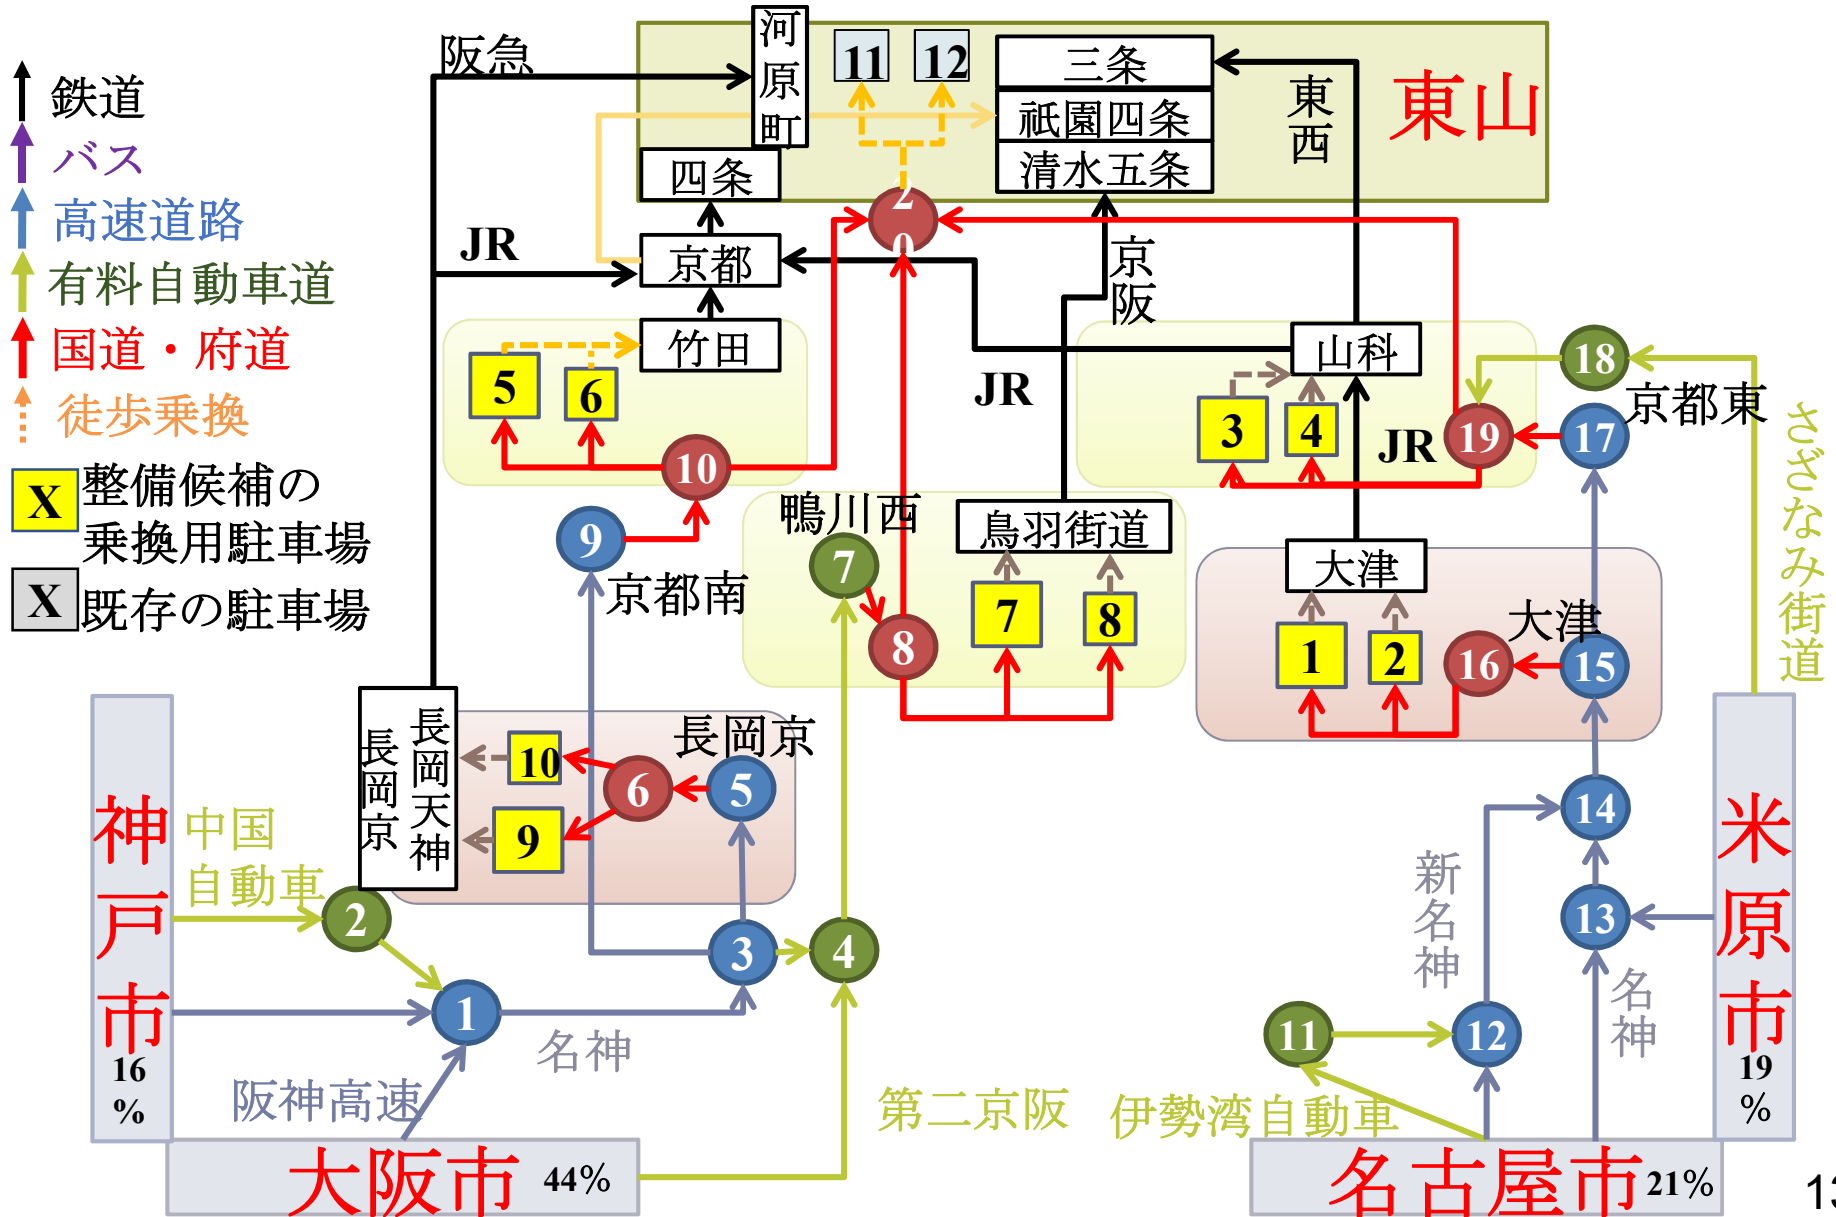 鉄道
バス
高速道路
有料自動車道
国道・府道
徒歩乗換
X
整備候補の
乗換用駐車場
X
既存の駐車場
阪急
河原町
11
12
三条
祇園四条
清水五条
東西
東山
四条
20
JR
京都
京阪
竹田
5
6
10
JR
山科
3
4
JR
19
18
京都東
17
さざなみ街道
9
京都南
鴨川西
7
8
鳥羽街道
7
8
大津
1
2
16
大津
15
長岡京
長岡天神
10
9
6
長岡京
5
神戸市
16
%
中国
自動車
2
1
名神
3
4
阪神高速
大阪市 44%
第二京阪
14
新名神
13
名神
11
12
伊勢湾自動車
名古屋市 21%
米原市
19
%